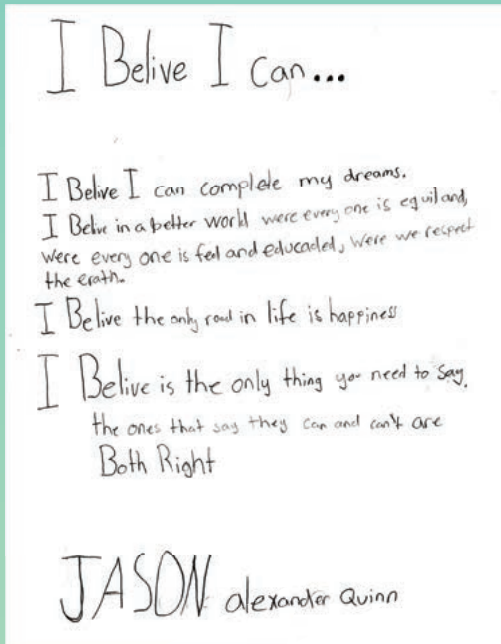 I Belive I Can...
I Belive I can complete my dreams.
I Belive in a better world were every one is equil and,
were every one is fed and educaded, were we respect
the erath.
I Belive the only road in life is happiness
I Belive is the only thing you need to say.
the ones that say they can and can't are
Both Right
JASON alexander Quinn